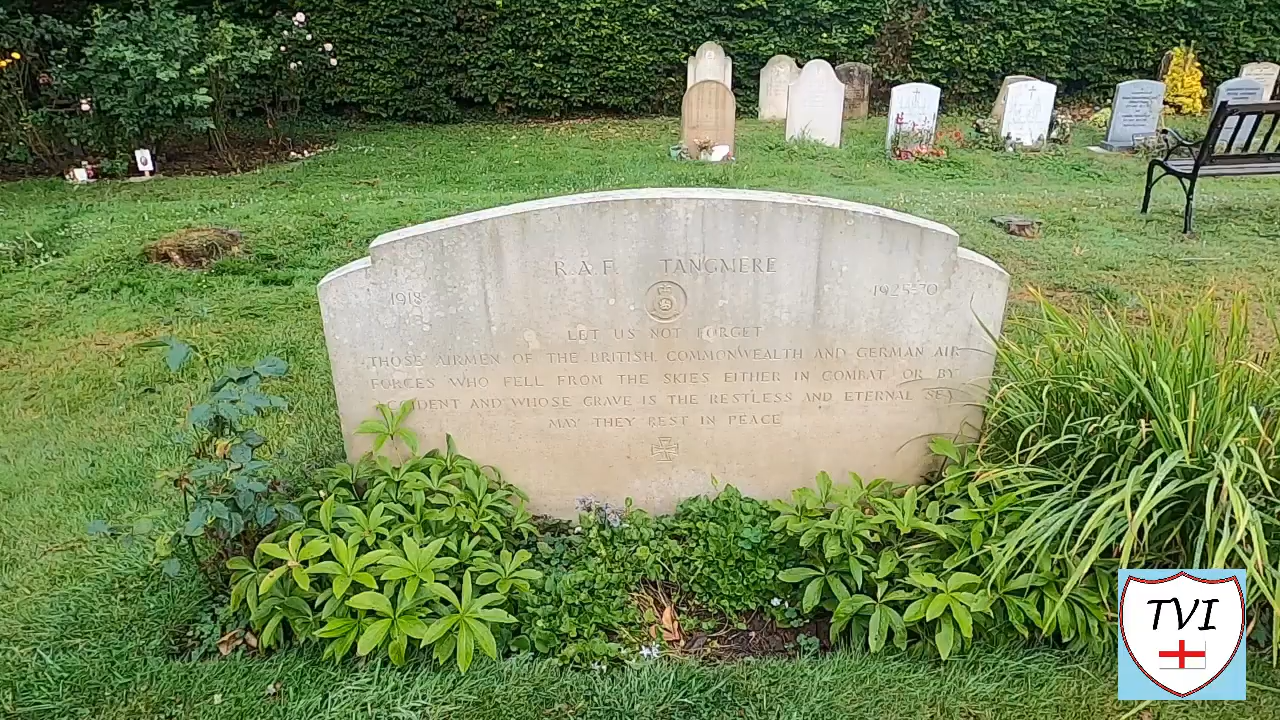 R.A.F. TANGMERE
1918 1925-70
LET US NOT FORGET
THOSE AIRMEN OF THE BRITISH, COMMONWEALTH AND GERMAN AIR
FORCES WHO FELL FROM THE SKIES EITHER IN COMBAT OR BY
ACCIDENT AND WHOSE GRAVE IS THE RESTLESS AND ETERNAL SEA
MAY THEY REST IN PEACE
TVI